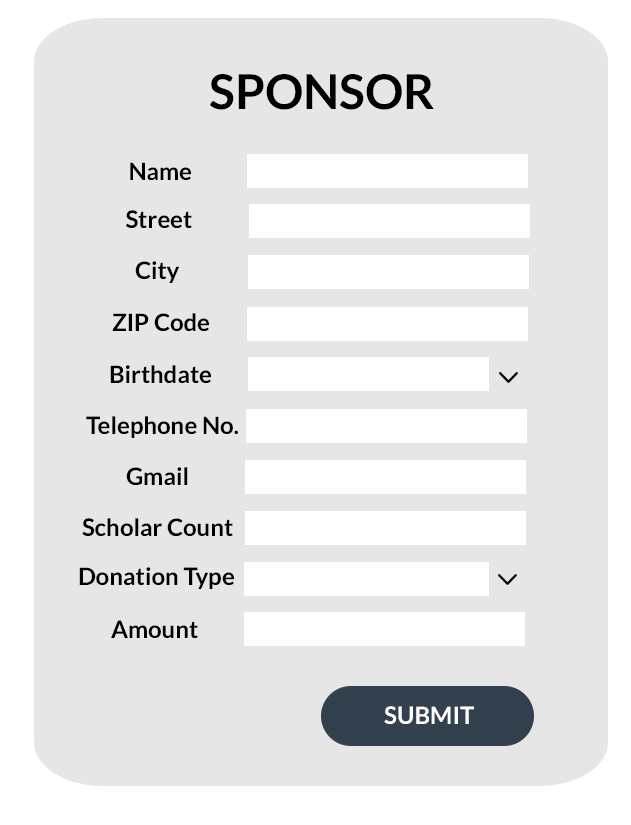 SPONSOR
Name
Street
City
ZIP Code
Birthdate
Telephone No.
Gmail
Scholar Count
Donation Type
Amount
SUBMIT